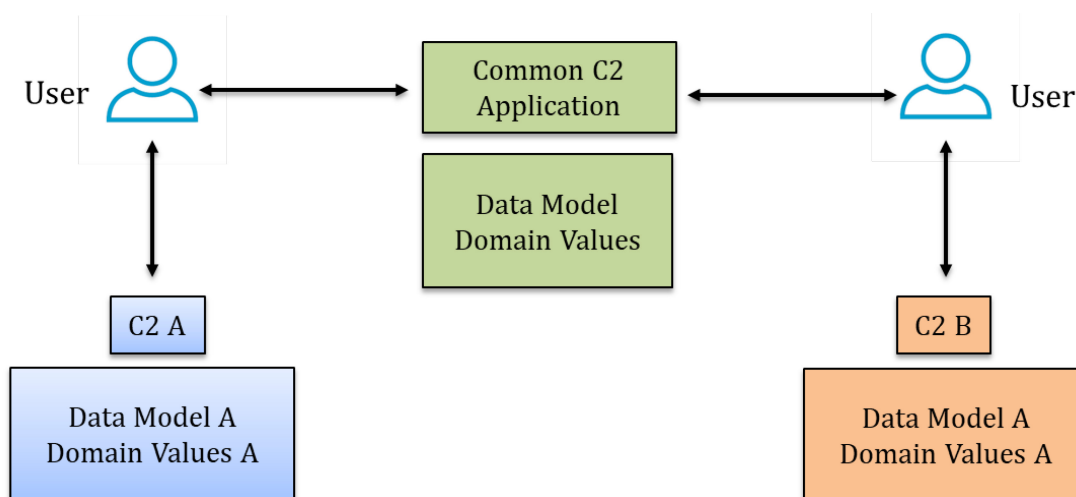 User
Common C2
Application
User
Data Model
Domain Values
C2 A
C2 B
Data Model A
Domain Values A
Data Model A
Domain Values A